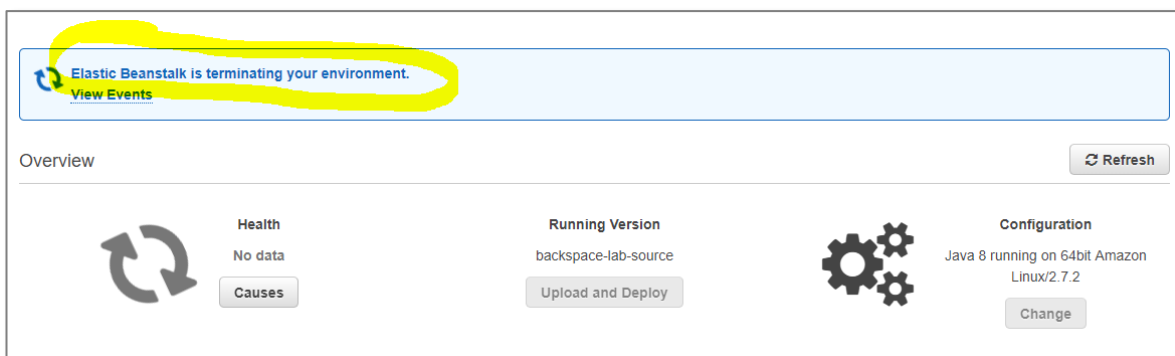 Elastic Beanstalk is terminating your environment.
View Events
Overview
Refresh
Health
No data
Causes
Running Version
backspace-lab-source
Upload and Deploy
Configuration
Java 8 running on 64bit Amazon
Linux/2.7.2
Change